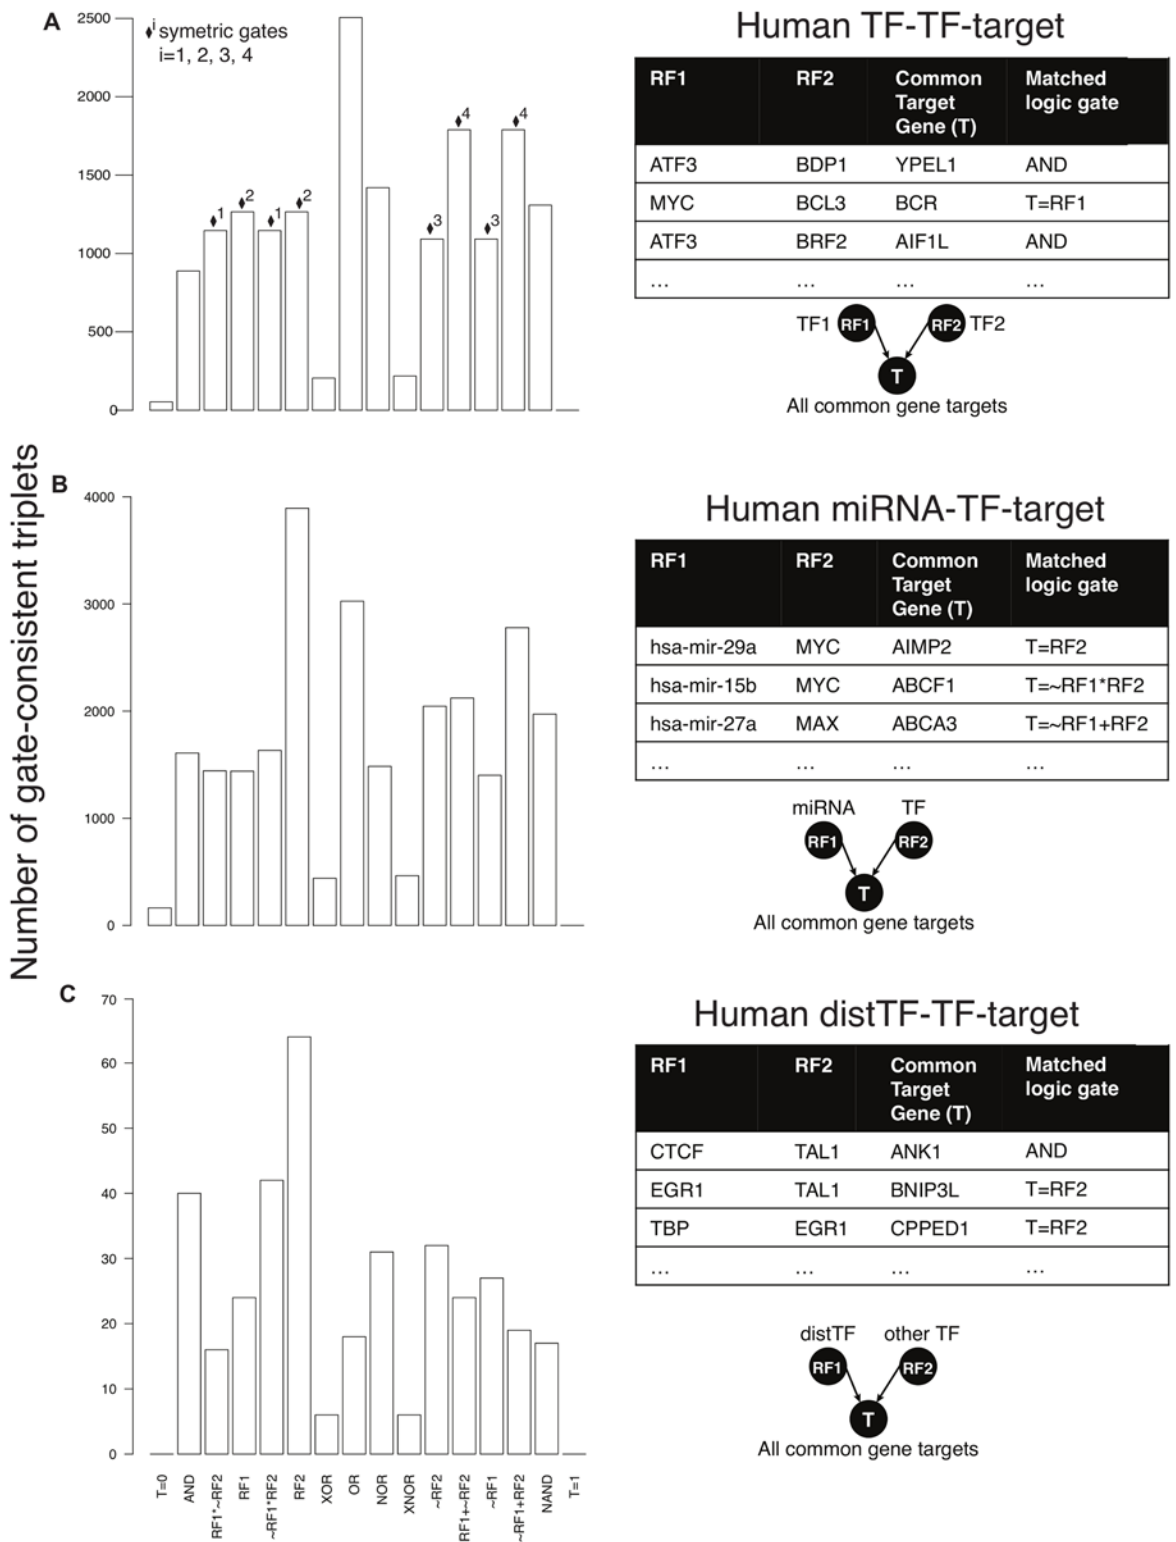 Number of gate-consistent triplets
A
2500
2000
1500
1000
500
0
i symetric gates
i=1, 2, 3, 4
1
2
1
2
3
4
3
4
Human TF-TF-target
RF1 RF2 Common Target Gene (T) Matched logic gate
ATF3 BDP1 YPEL1 AND
MYC BCL3 BCR T=RF1
ATF3 BRF2 AIF1L AND
... ... ... ...
TF1 RF1 RF2 TF2
T
All common gene targets
B
4000
3000
2000
1000
0
Human miRNA-TF-target
RF1 RF2 Common Target Gene (T) Matched logic gate
hsa-mir-29a MYC AIMP2 T=RF2
hsa-mir-15b MYC ABCF1 T=~RF1*RF2
hsa-mir-27a MAX ABCA3 T=~RF1+RF2
... ... ... ...
miRNA TF
RF1 RF2
T
All common gene targets
C
70
60
50
40
30
20
10
0
T=0
AND
RF1*~RF2
RF1
~RF1*RF2
RF2
XOR
OR
NOR
XNOR
~RF2
RF1+~RF2
~RF1
~RF1+RF2
NAND
T=1
Human distTF-TF-target
RF1 RF2 Common Target Gene (T) Matched logic gate
CTCF TAL1 ANK1 AND
EGR1 TAL1 BNIP3L T=RF2
TBP EGR1 CPPED1 T=RF2
... ... ... ...
distTF other TF
RF1 RF2
T
All common gene targets